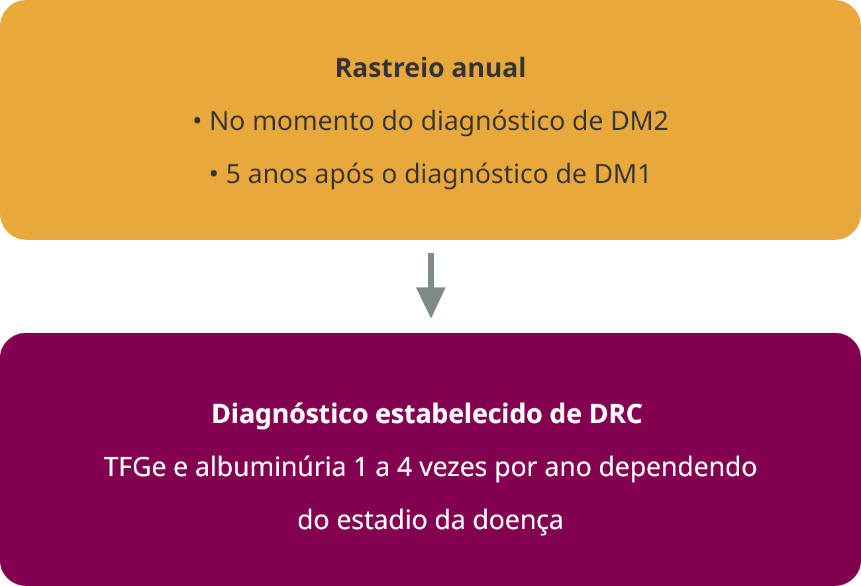 Rastreio anual
• No momento do diagnóstico de DM2
• 5 anos após o diagnóstico de DM1
Diagnóstico estabelecido de DRC
TFGe e albuminúria 1 a 4 vezes por ano dependendo
do estadio da doença